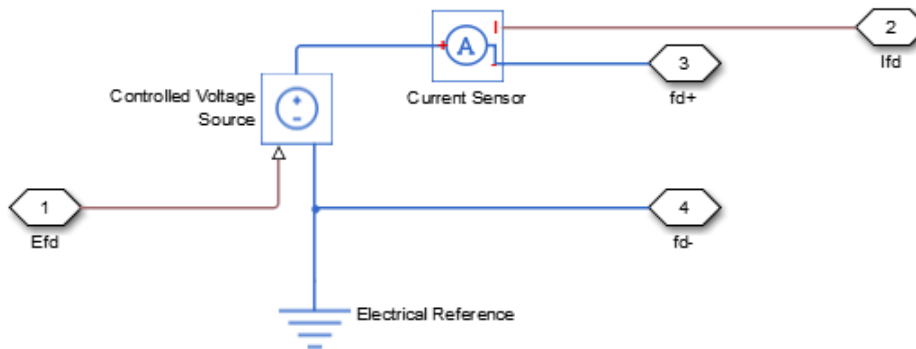 2
Ifd
A
I
+
-
3
fd+
Current Sensor
Controlled Voltage
Source
+
-
1
Efd
4
fd-
Electrical Reference